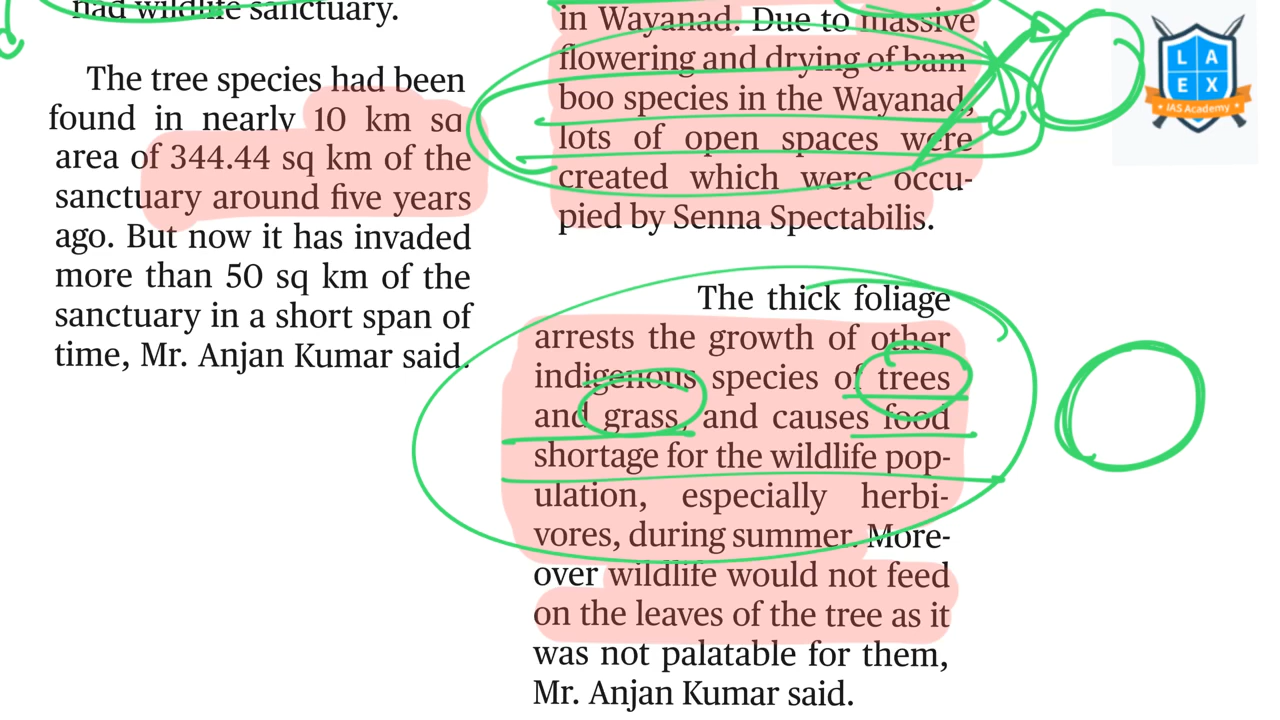 nad wildlife sanctuary.
The tree species had been
found in nearly 10 km sq
area of 344.44 sq km of the
sanctuary around five years
ago. But now it has invaded
more than 50 sq km of the
sanctuary in a short span of
time, Mr. Anjan Kumar said.
in Wayanad. Due to massive
flowering and drying of bam
boo species in the Wayanad,
lots of open spaces were
created which were occu-
pied by Senna Spectabilis.
The thick foliage
arrests the growth of other
indigenous species of trees
and grass, and causes food
shortage for the wildlife pop-
ulation, especially herbi-
vores, during summer. More-
over wildlife would not feed
on the leaves of the tree as it
was not palatable for them,
Mr. Anjan Kumar said.
L A
E X
IAS Academy